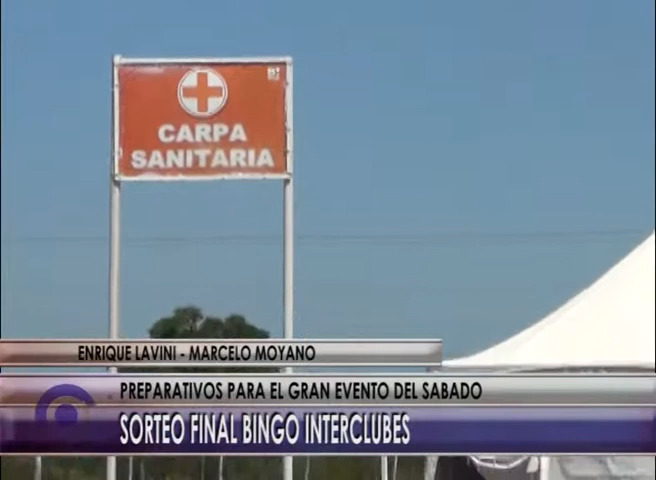 CARPA
SANITARIA
ENRIQUE LAVINI - MARCELO MOYANO
PREPARATIVOS PARA EL GRAN EVENTO DEL SABADO
SORTEO FINAL BINGO INTERCLUBES